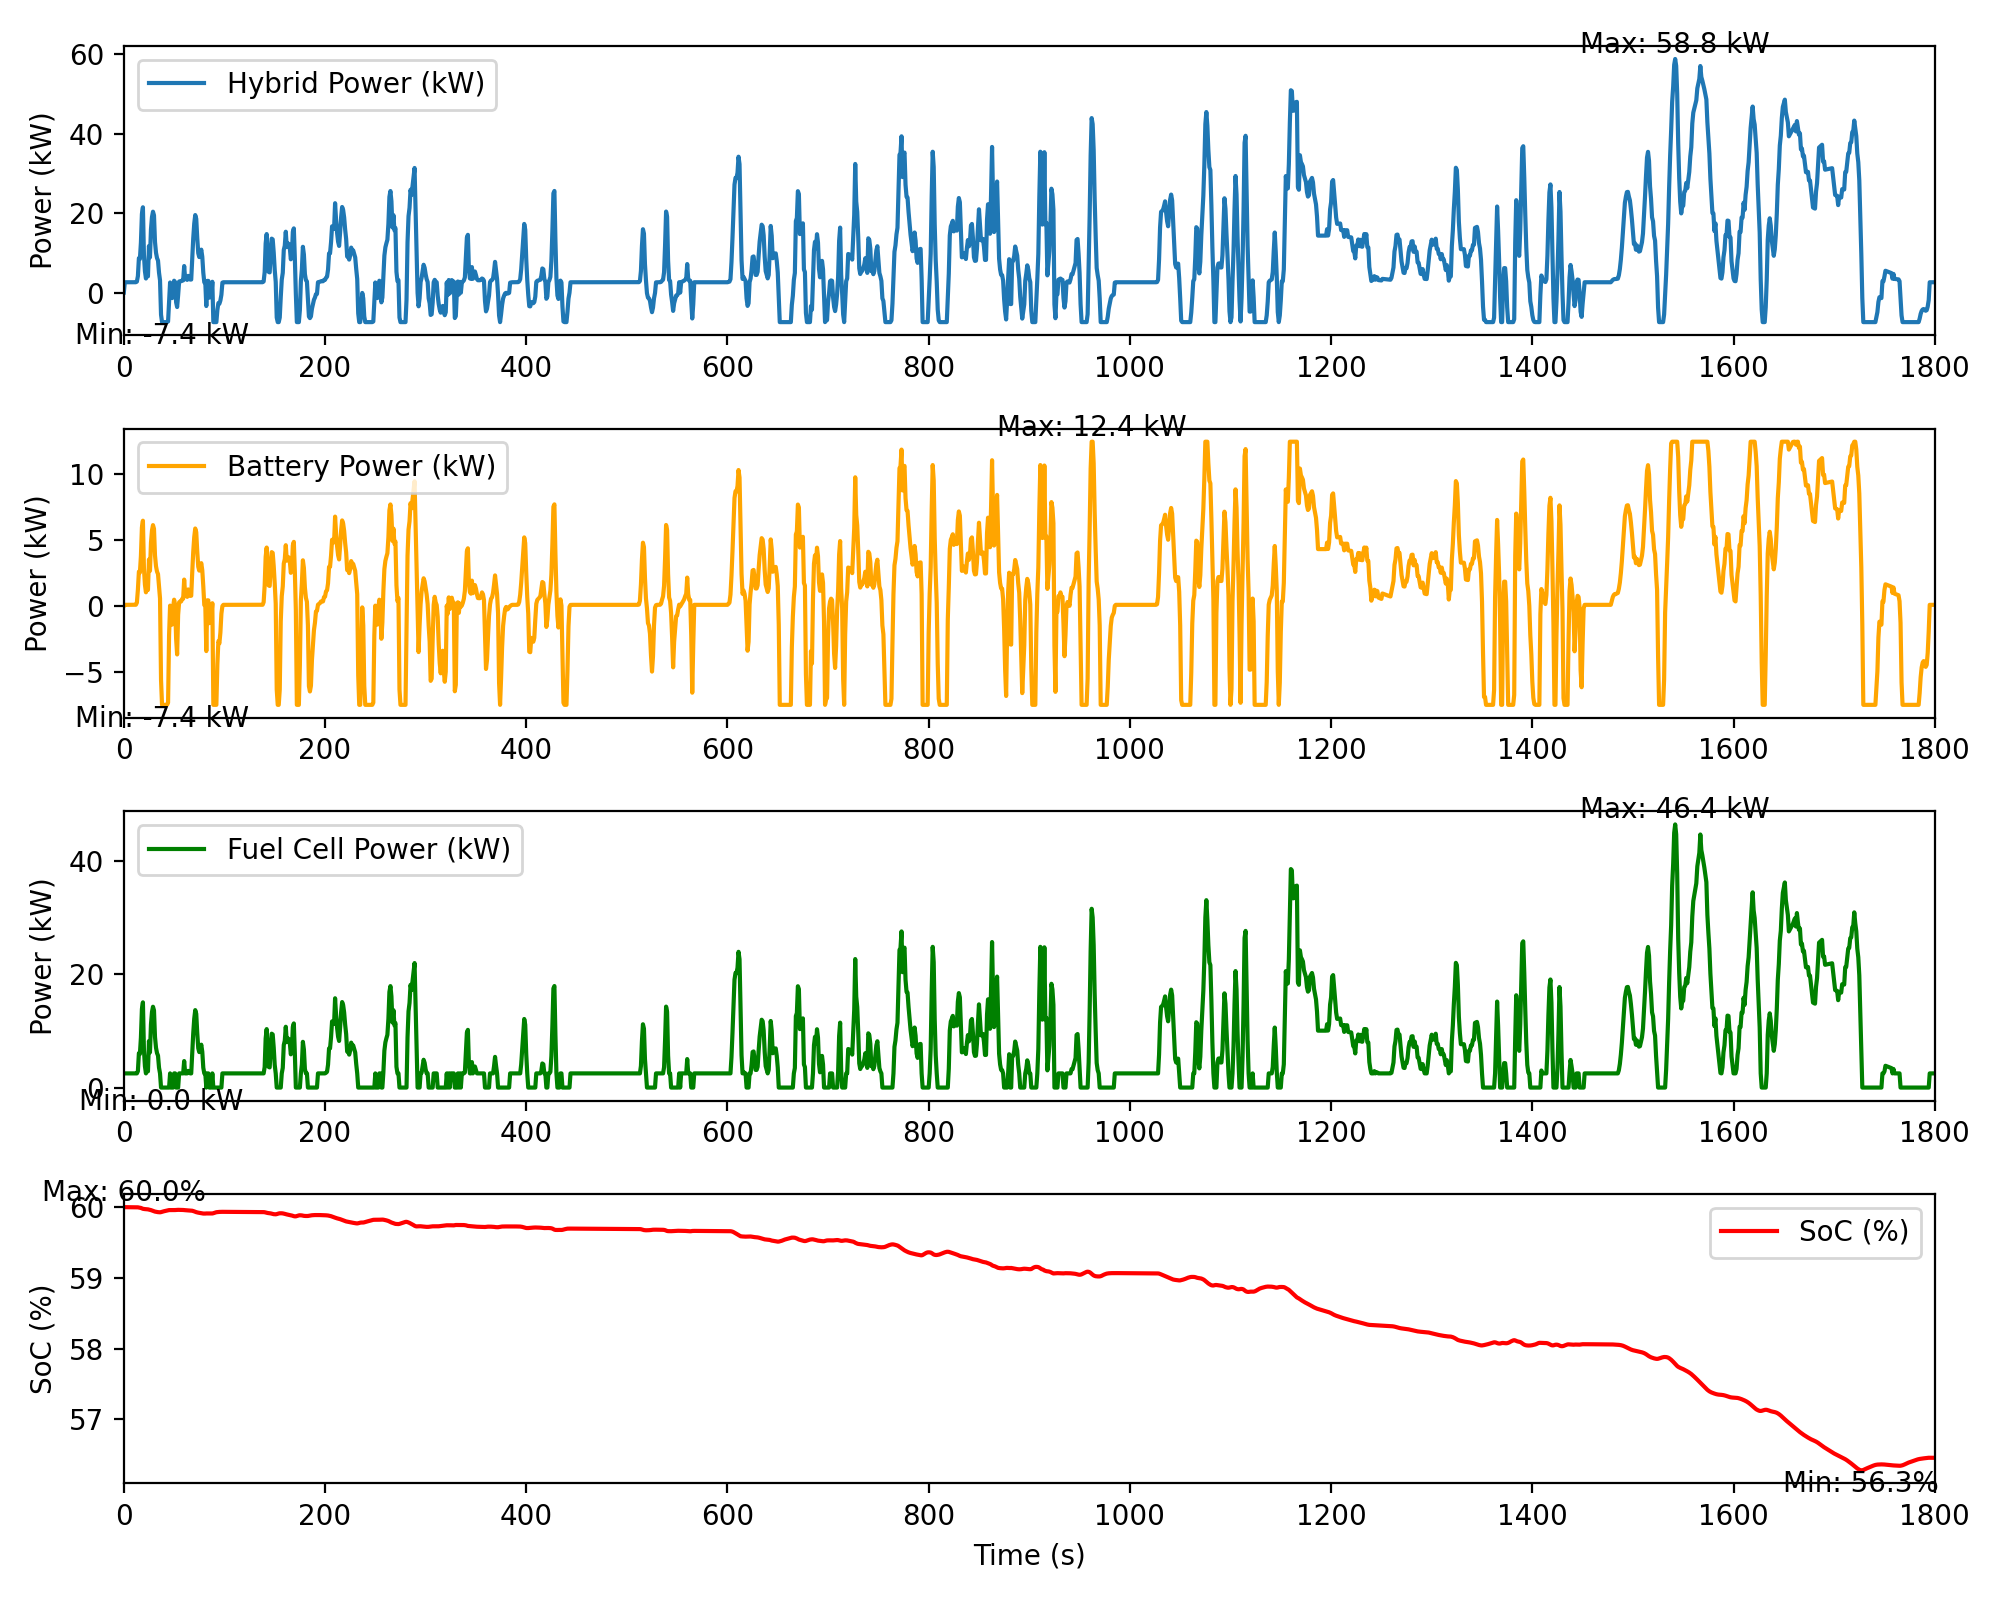 Max: 58.8 kW
60
Hybrid Power (kW)
40
20
0
Power (kW)
Min: -7.4 kW
0 200 400 600 800 1000 1200 1400 1600 1800
Max: 12.4 kW
Battery Power (kW)
10
5
0
−5
Power (kW)
Min: -7.4 kW
0 200 400 600 800 1000 1200 1400 1600 1800
Max: 46.4 kW
Fuel Cell Power (kW)
40
20
0
Power (kW)
Min: 0.0 kW
0 200 400 600 800 1000 1200 1400 1600 1800
Max: 60.0%
60
SoC (%)
59
58
57
SoC (%)
Min: 56.3%
0 200 400 600 800 1000 1200 1400 1600 1800
Time (s)